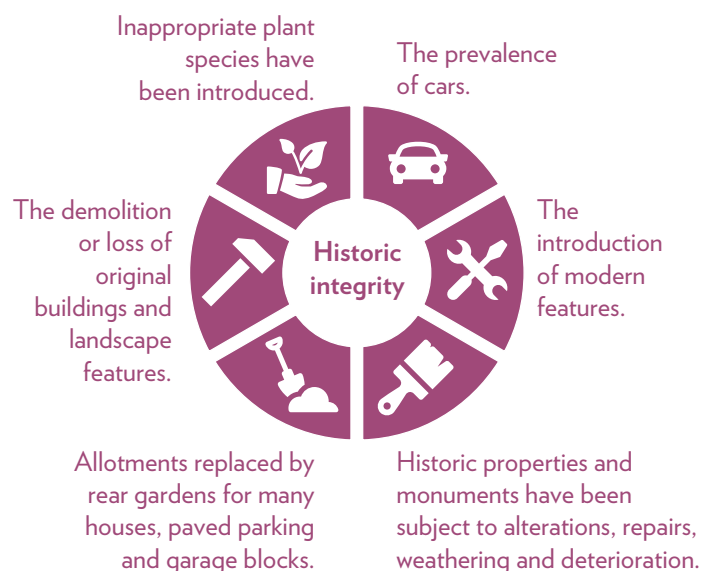 Inappropriate plant
species have
been introduced.
The prevalence
of cars.
The demolition
or loss of
original
buildings and
landscape
features.
Historic
integrity
The
introduction
of modern
features.
Allotments replaced by
rear gardens for many
houses, paved parking
and garage blocks.
Historic properties and
monuments have been
subject to alterations, repairs,
weathering and deterioration.